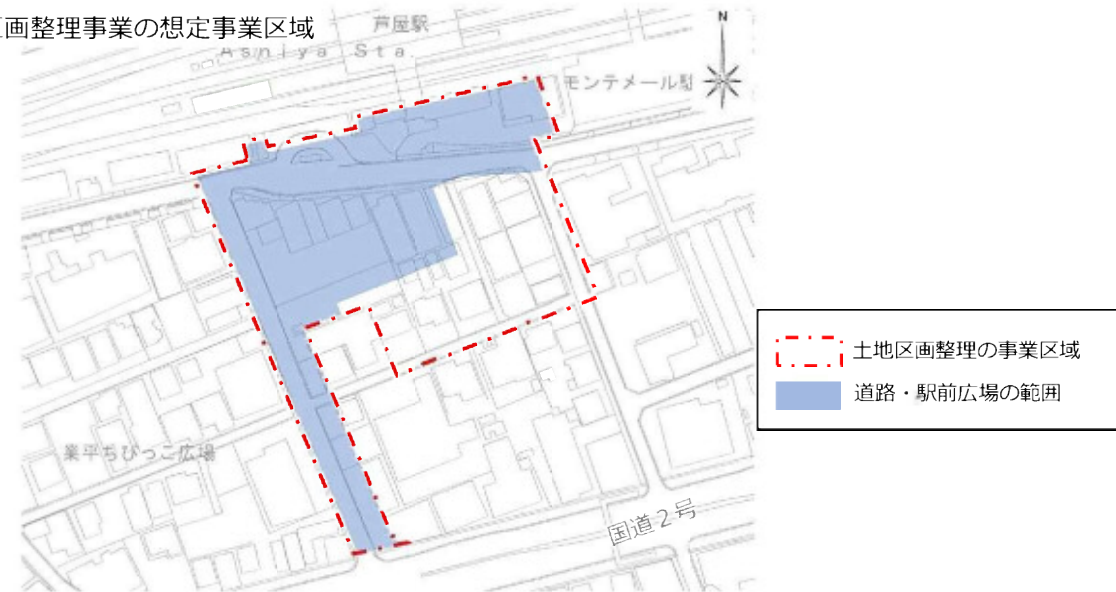 画整理事業の想定事業区域
芦屋駅
Ashiya Sta
モンテメール
N
土地区画整理の事業区域
道路・駅前広場の範囲
業平ちびっこ広場
国道2号